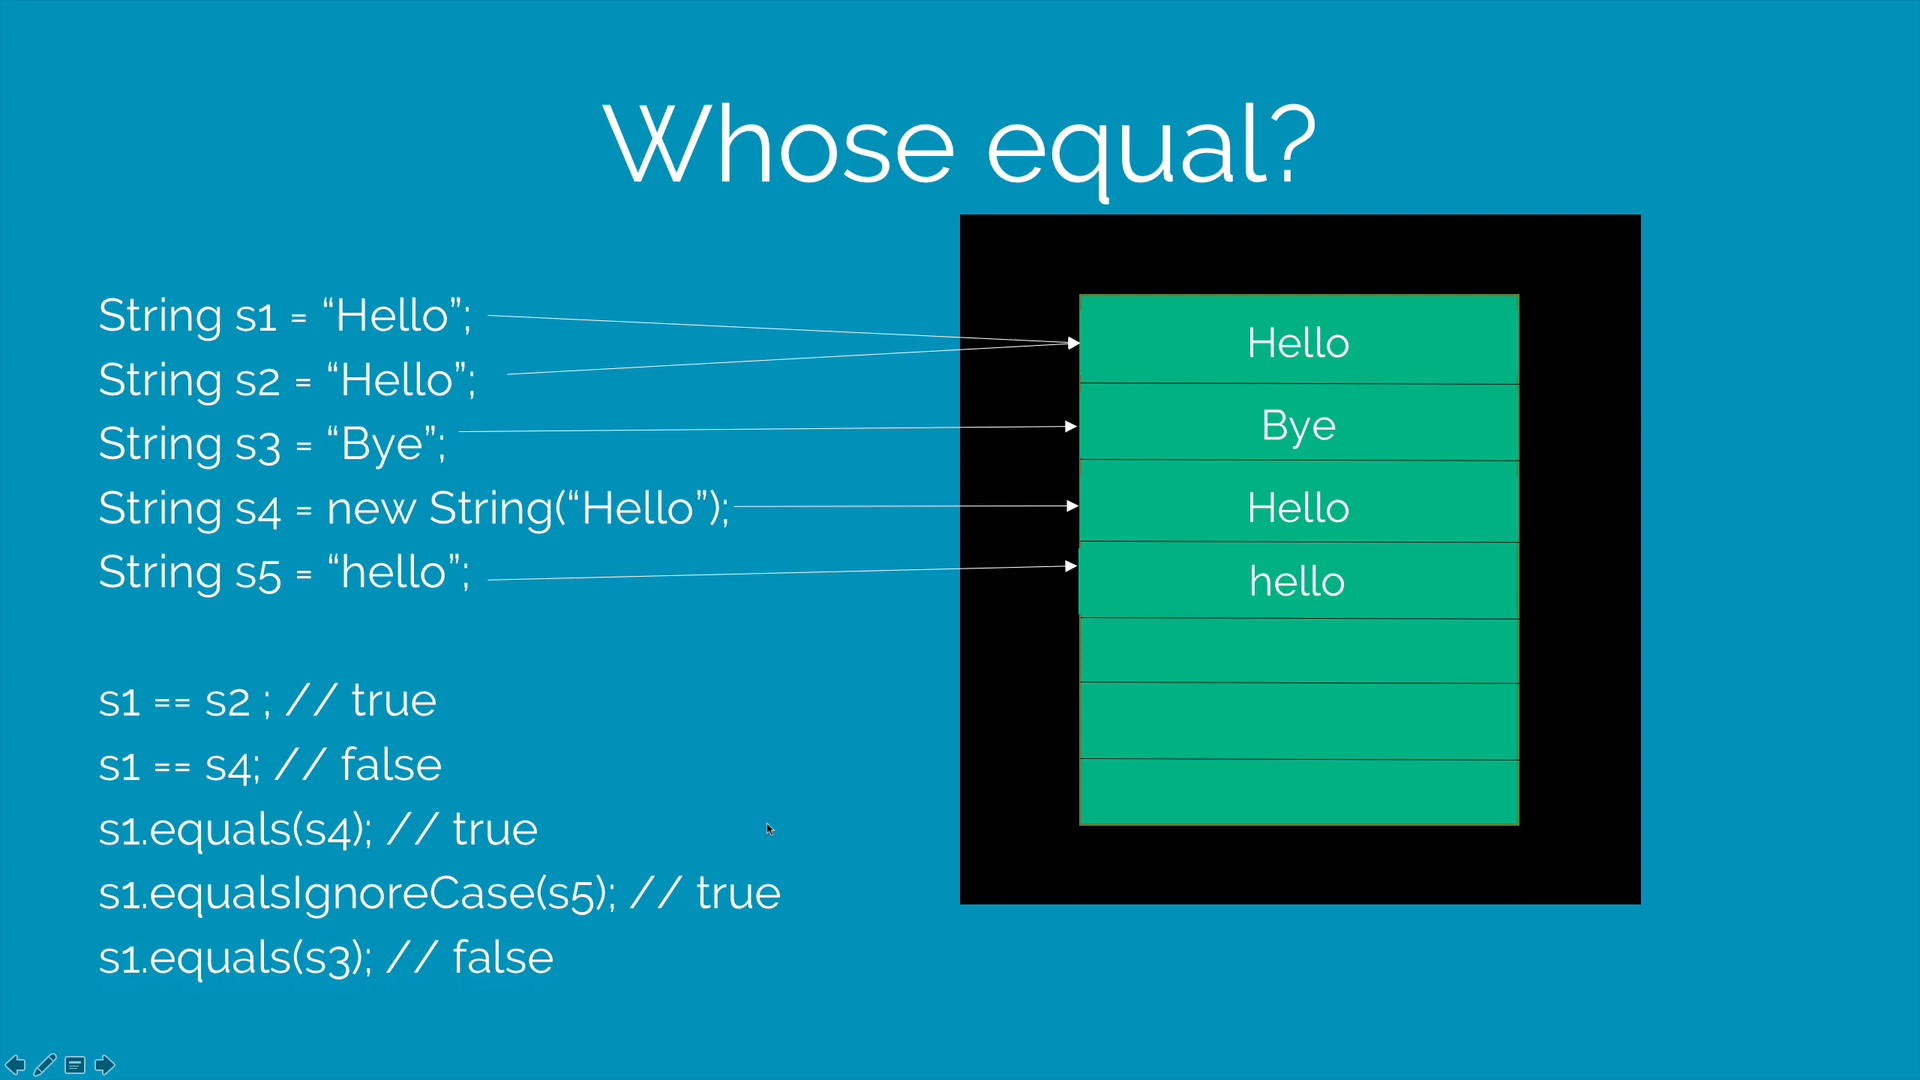 Whose equal?
String s1 = “Hello”;
String s2 = “Hello”;
String s3 = “Bye”;
String s4 = new String(“Hello”);
String s5 = “hello”;
s1 == s2 ; // true
s1 == s4; // false
s1.equals(s4); // true
s1.equalsIgnoreCase(s5); // true
s1.equals(s3); // false
Hello
Bye
Hello
hello